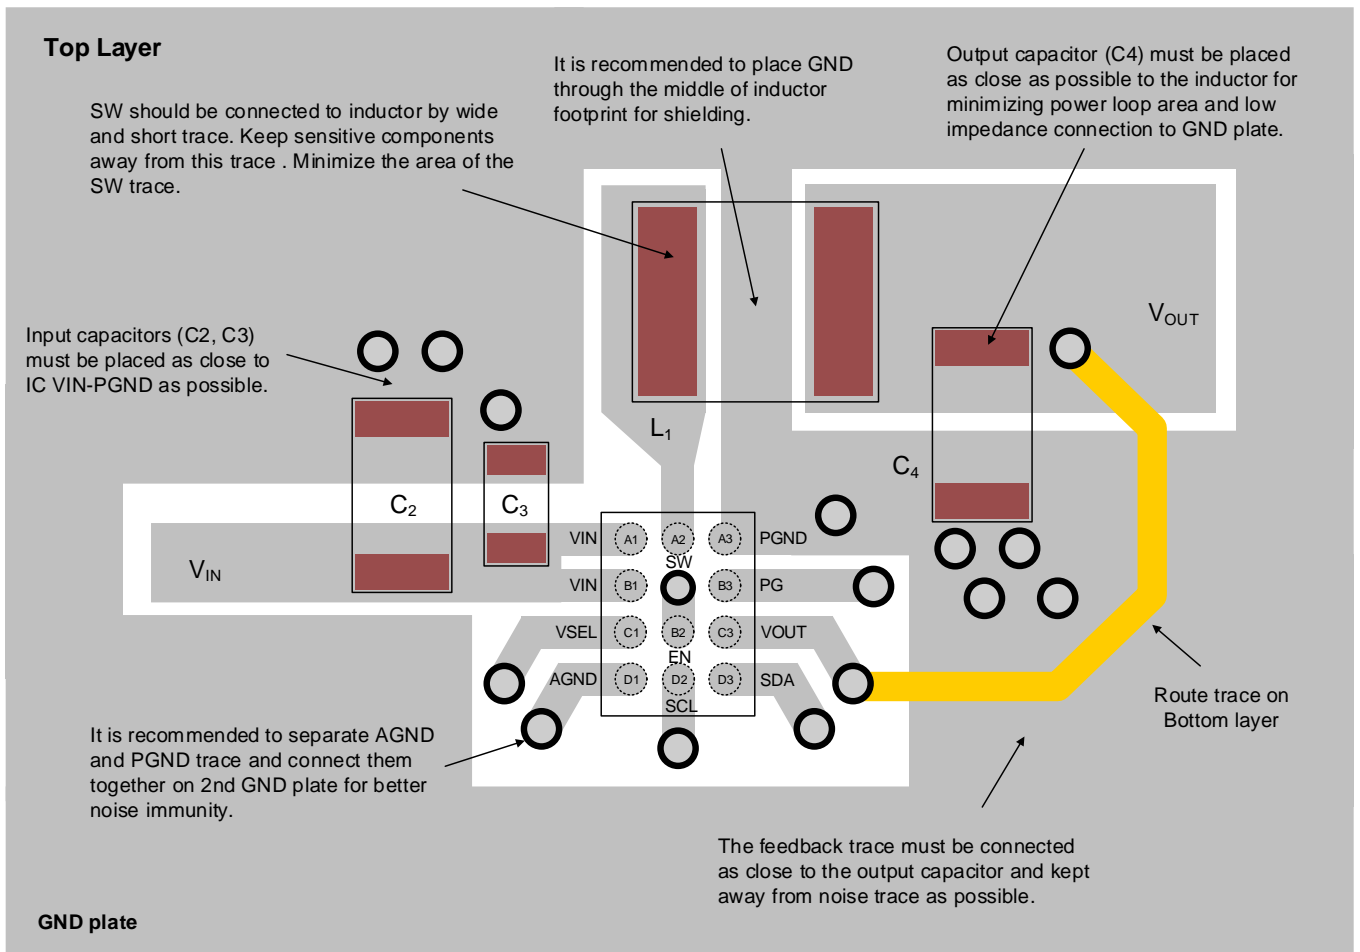 Top Layer
SW should be connected to inductor by wide
and short trace. Keep sensitive components
away from this trace . Minimize the area of the
SW trace.
It is recommended to place GND
through the middle of inductor
footprint for shielding.
Output capacitor (C4) must be placed
as close as possible to the inductor for
minimizing power loop area and low
impedance connection to GND plate.
Input capacitors (C2, C3)
must be placed as close to
IC VIN-PGND as possible.
VOUT
L1
C4
C2
C3
VIN
VIN
A1
A2
A3
PGND
SW
VIN
B1
B3
PG
VSEL
C1
B2
C3
VOUT
EN
AGND
D1
D2
D3
SDA
SCL
Route trace on
Bottom layer
It is recommended to separate AGND
and PGND trace and connect them
together on 2nd GND plate for better
noise immunity.
The feedback trace must be connected
as close to the output capacitor and kept
away from noise trace as possible.
GND plate